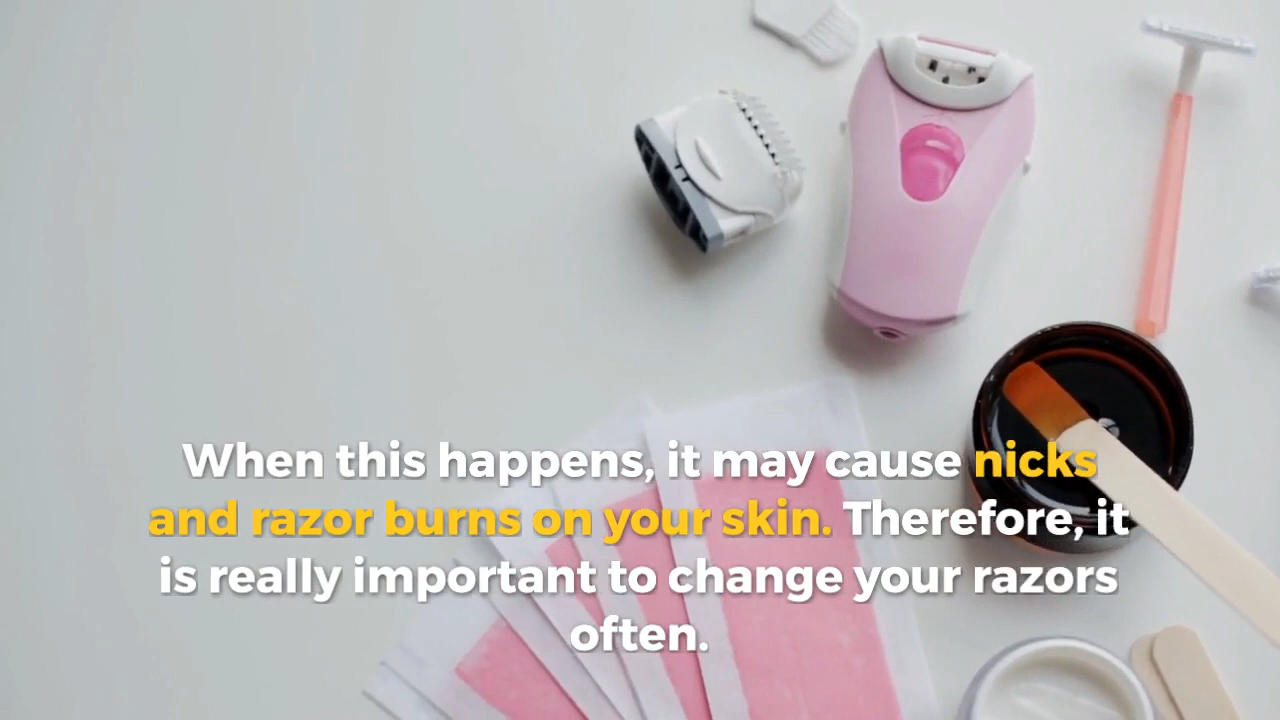 When this happens, it may cause nicks
and razor burns on your skin. Therefore, it
is really important to change your razors
often.